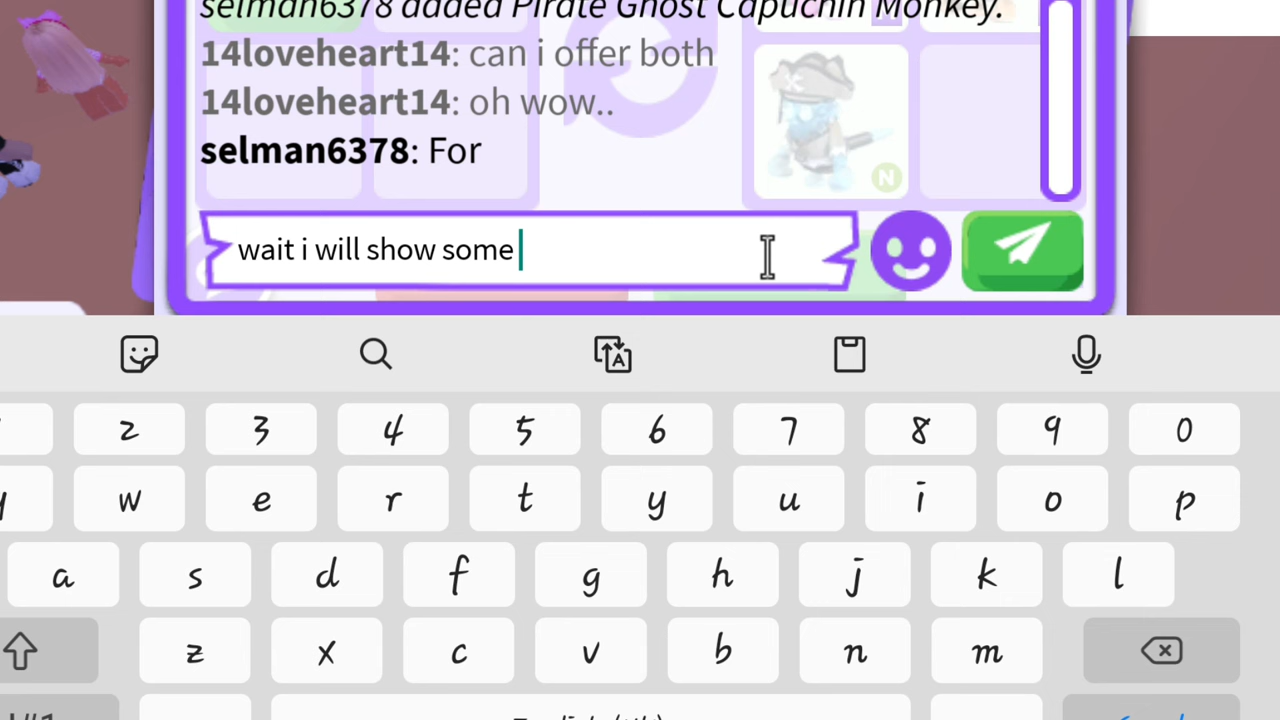 selman6378 added Pirate Ghost Capuchin Monkey.
14loveheart14: can i offer both
14loveheart14: oh wow..
selman6378: For
N
wait i will show some
2 3 4 5 6 7 8 9 0
w e r t y u i o p
a s d f g h j k l
z x c v b n m